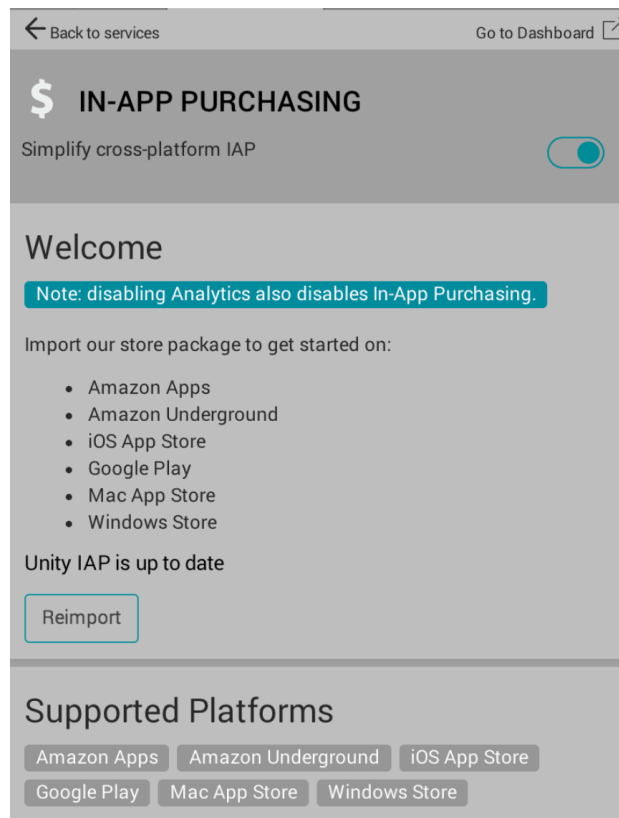 Back to services Go to Dashboard
$ IN-APP PURCHASING
Simplify cross-platform IAP
Welcome
Note: disabling Analytics also disables In-App Purchasing.
Import our store package to get started on:
• Amazon Apps
• Amazon Underground
• iOS App Store
• Google Play
• Mac App Store
• Windows Store
Unity IAP is up to date
Reimport
Supported Platforms
Amazon Apps Amazon Underground iOS App Store
Google Play Mac App Store Windows Store